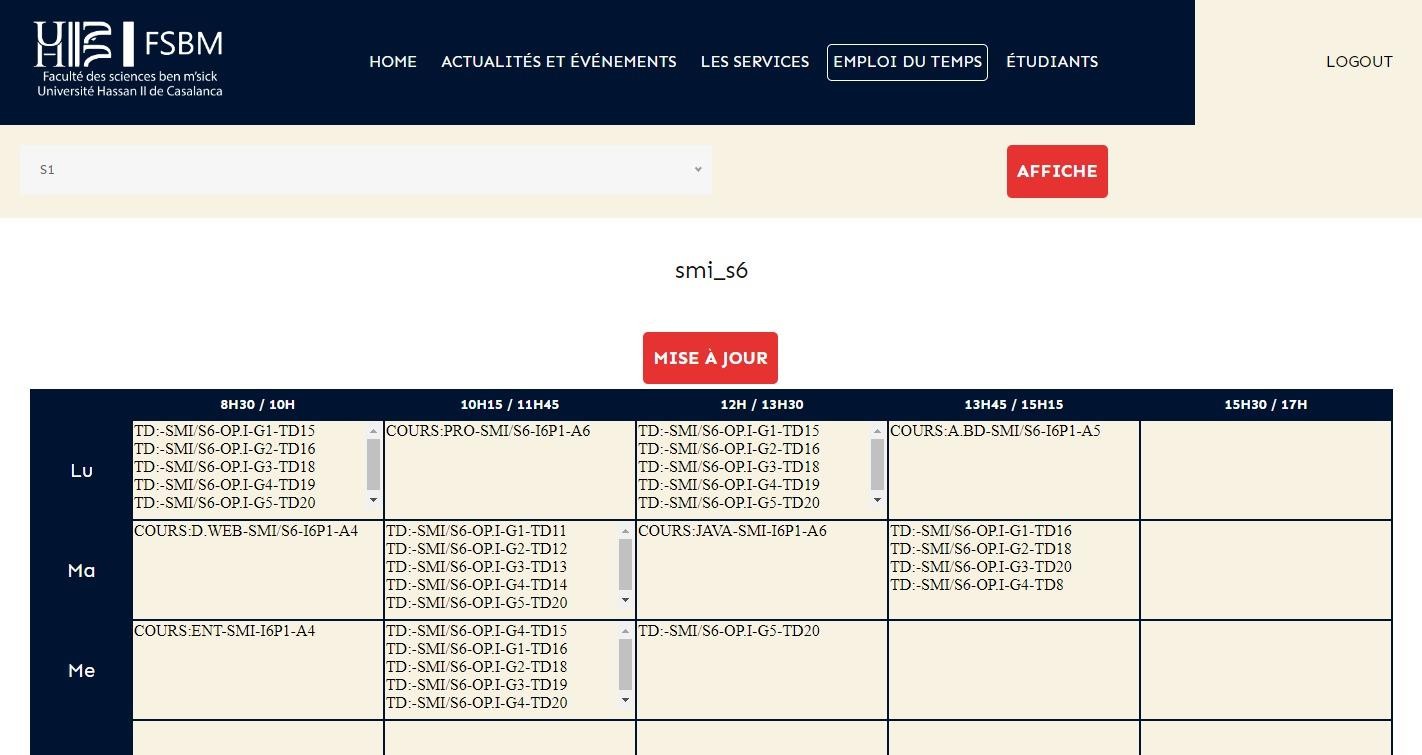 FSBM
Faculté des sciences ben m'sick
Université Hassan II de Casalanca
HOME
ACTUALITÉS ET ÉVÉNEMENTS
LES SERVICES
EMPLOI DU TEMPS
ÉTUDIANTS
LOGOUT
S1
AFFICHE
smi_s6
MISE À JOUR
8H30 / 10H
10H15 / 11H45
12H / 13H30
13H45 / 15H15
15H30 / 17H
Lu
TD:-SMI/S6-OP.I-G1-TD15
TD:-SMI/S6-OP.I-G2-TD16
TD:-SMI/S6-OP.I-G3-TD18
TD:-SMI/S6-OP.I-G4-TD19
TD:-SMI/S6-OP.I-G5-TD20
COURS:PRO-SMI/S6-I6P1-A6
TD:-SMI/S6-OP.I-G1-TD15
TD:-SMI/S6-OP.I-G2-TD16
TD:-SMI/S6-OP.I-G3-TD18
TD:-SMI/S6-OP.I-G4-TD19
TD:-SMI/S6-OP.I-G5-TD20
COURS:A.BD-SMI/S6-I6P1-A5
Ma
COURS:D.WEB-SMI/S6-I6P1-A4
TD:-SMI/S6-OP.I-G1-TD11
TD:-SMI/S6-OP.I-G2-TD12
TD:-SMI/S6-OP.I-G3-TD13
TD:-SMI/S6-OP.I-G4-TD14
TD:-SMI/S6-OP.I-G5-TD20
COURS:JAVA-SMI-I6P1-A6
TD:-SMI/S6-OP.I-G1-TD16
TD:-SMI/S6-OP.I-G2-TD18
TD:-SMI/S6-OP.I-G3-TD20
TD:-SMI/S6-OP.I-G4-TD8
Me
COURS:ENT-SMI-I6P1-A4
TD:-SMI/S6-OP.I-G4-TD15
TD:-SMI/S6-OP.I-G1-TD16
TD:-SMI/S6-OP.I-G2-TD18
TD:-SMI/S6-OP.I-G3-TD19
TD:-SMI/S6-OP.I-G4-TD20
TD:-SMI/S6-OP.I-G5-TD20